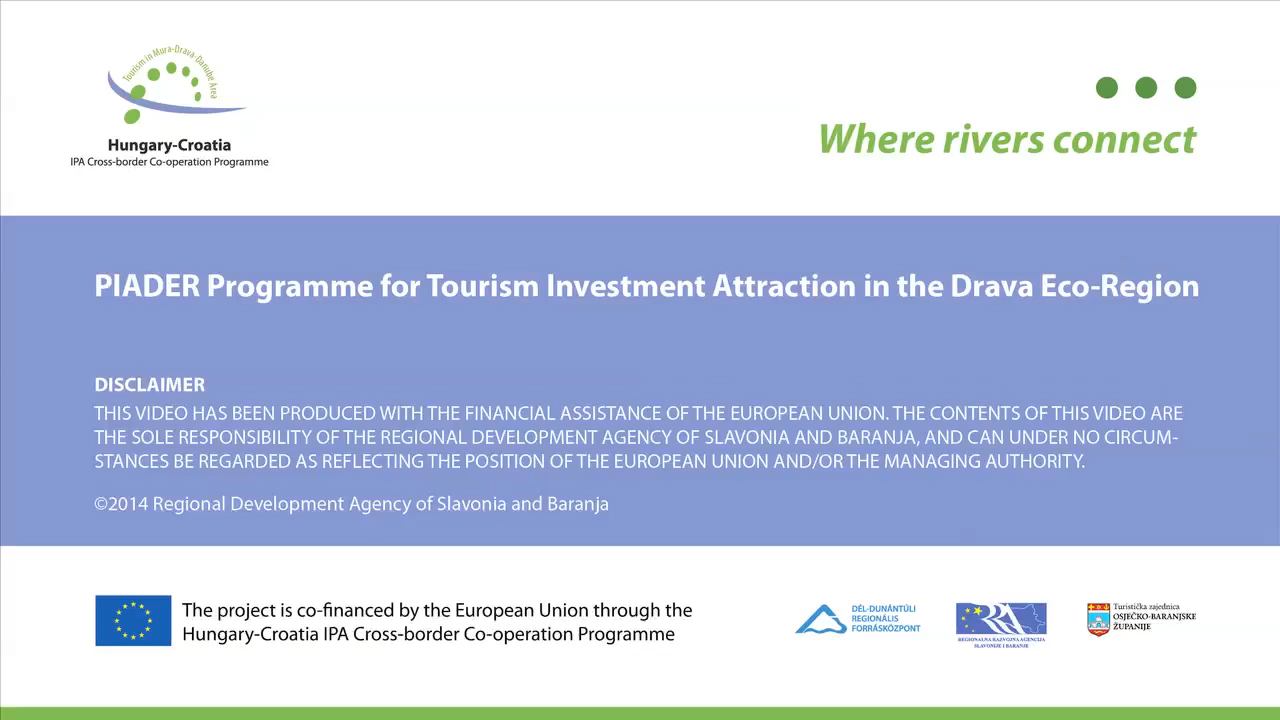 Tourism in Mura-Drava-Danube Area
Hungary-Croatia
IPA Cross-border Co-operation Programme
Where rivers connect
PIADER Programme for Tourism Investment Attraction in the Drava Eco-Region
DISCLAIMER
THIS VIDEO HAS BEEN PRODUCED WITH THE FINANCIAL ASSISTANCE OF THE EUROPEAN UNION. THE CONTENTS OF THIS VIDEO ARE
THE SOLE RESPONSIBILITY OF THE REGIONAL DEVELOPMENT AGENCY OF SLAVONIA AND BARANJA, AND CAN UNDER NO CIRCUM-
STANCES BE REGARDED AS REFLECTING THE POSITION OF THE EUROPEAN UNION AND/OR THE MANAGING AUTHORITY.
©2014 Regional Development Agency of Slavonia and Baranja
The project is co-financed by the European Union through the
Hungary-Croatia IPA Cross-border Co-operation Programme
DÉL-DUNÁNTÚLI
REGIONÁLIS
FORRÁSKÖZPONT
RRA
REGIONALNA RAZVOJNA AGENCIJA
SLAVONIJE I BARANJE
Turistička zajednica
OSJEČKO-BARANJSKE
ŽUPANIJE